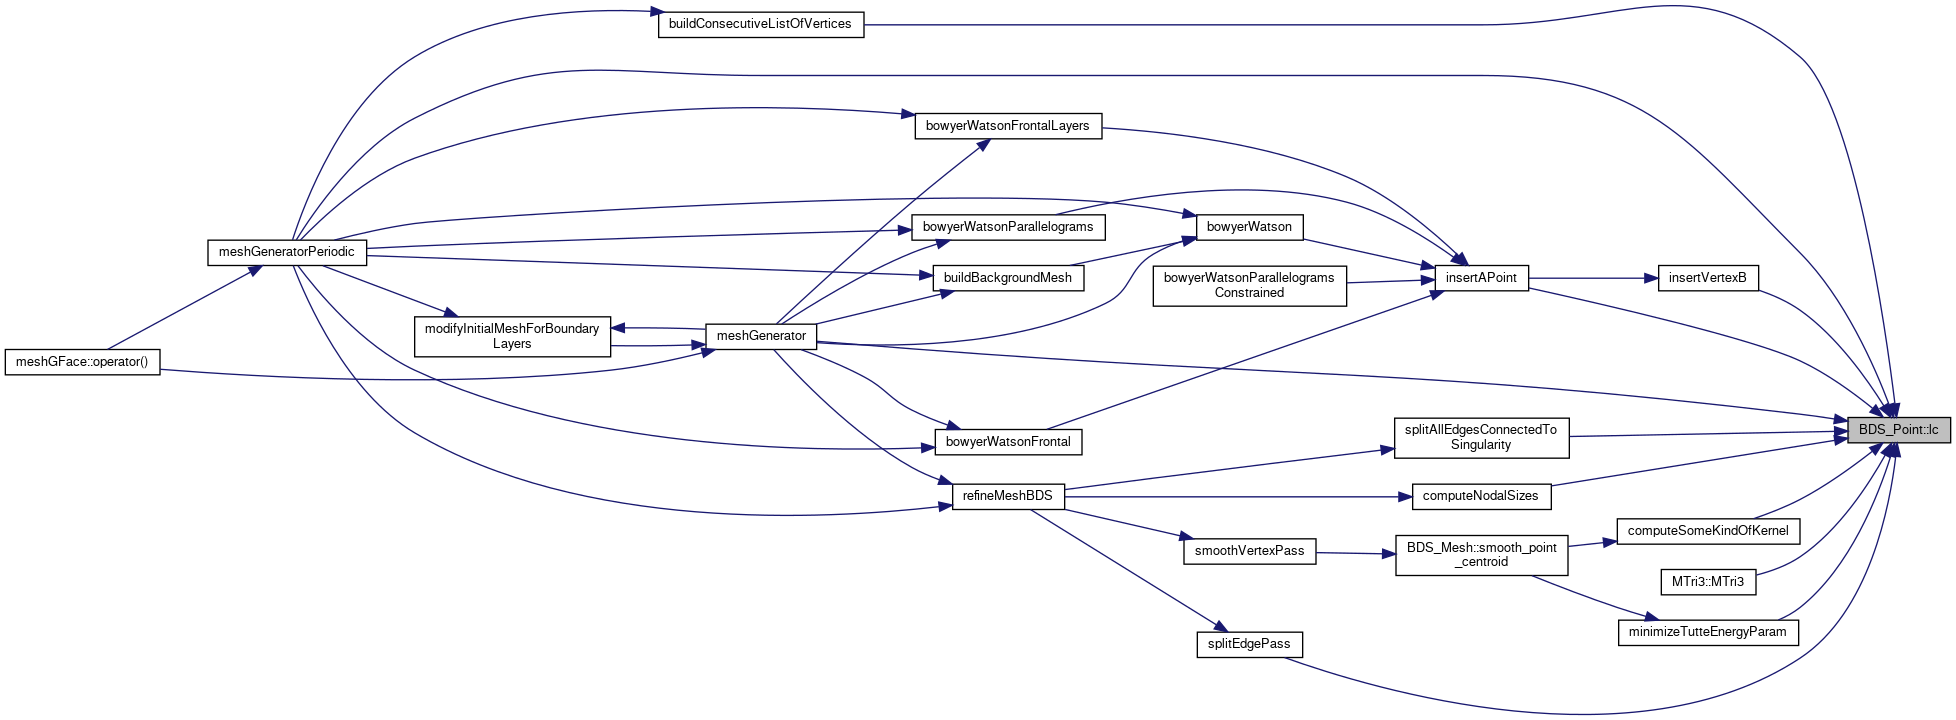 buildConsecutiveListOfVertices
bowyerWatsonFrontalLayers
bowyerWatsonParallelograms
bowyerWatson
meshGeneratorPeriodic
buildBackgroundMesh
bowyerWatsonParallelograms
Constrained
insertAPoint
insertVertexB
modifyInitialMeshForBoundary
Layers
meshGenerator
meshGFace::operator()
bowyerWatsonFrontal
splitAllEdgesConnectedTo
Singularity
BDS_Point::lc
refineMeshBDS
computeNodalSizes
computeSomeKindOfKernel
smoothVertexPass
BDS_Mesh::smooth_point
_centroid
MTri3::MTri3
minimizeTutteEnergyParam
splitEdgePass